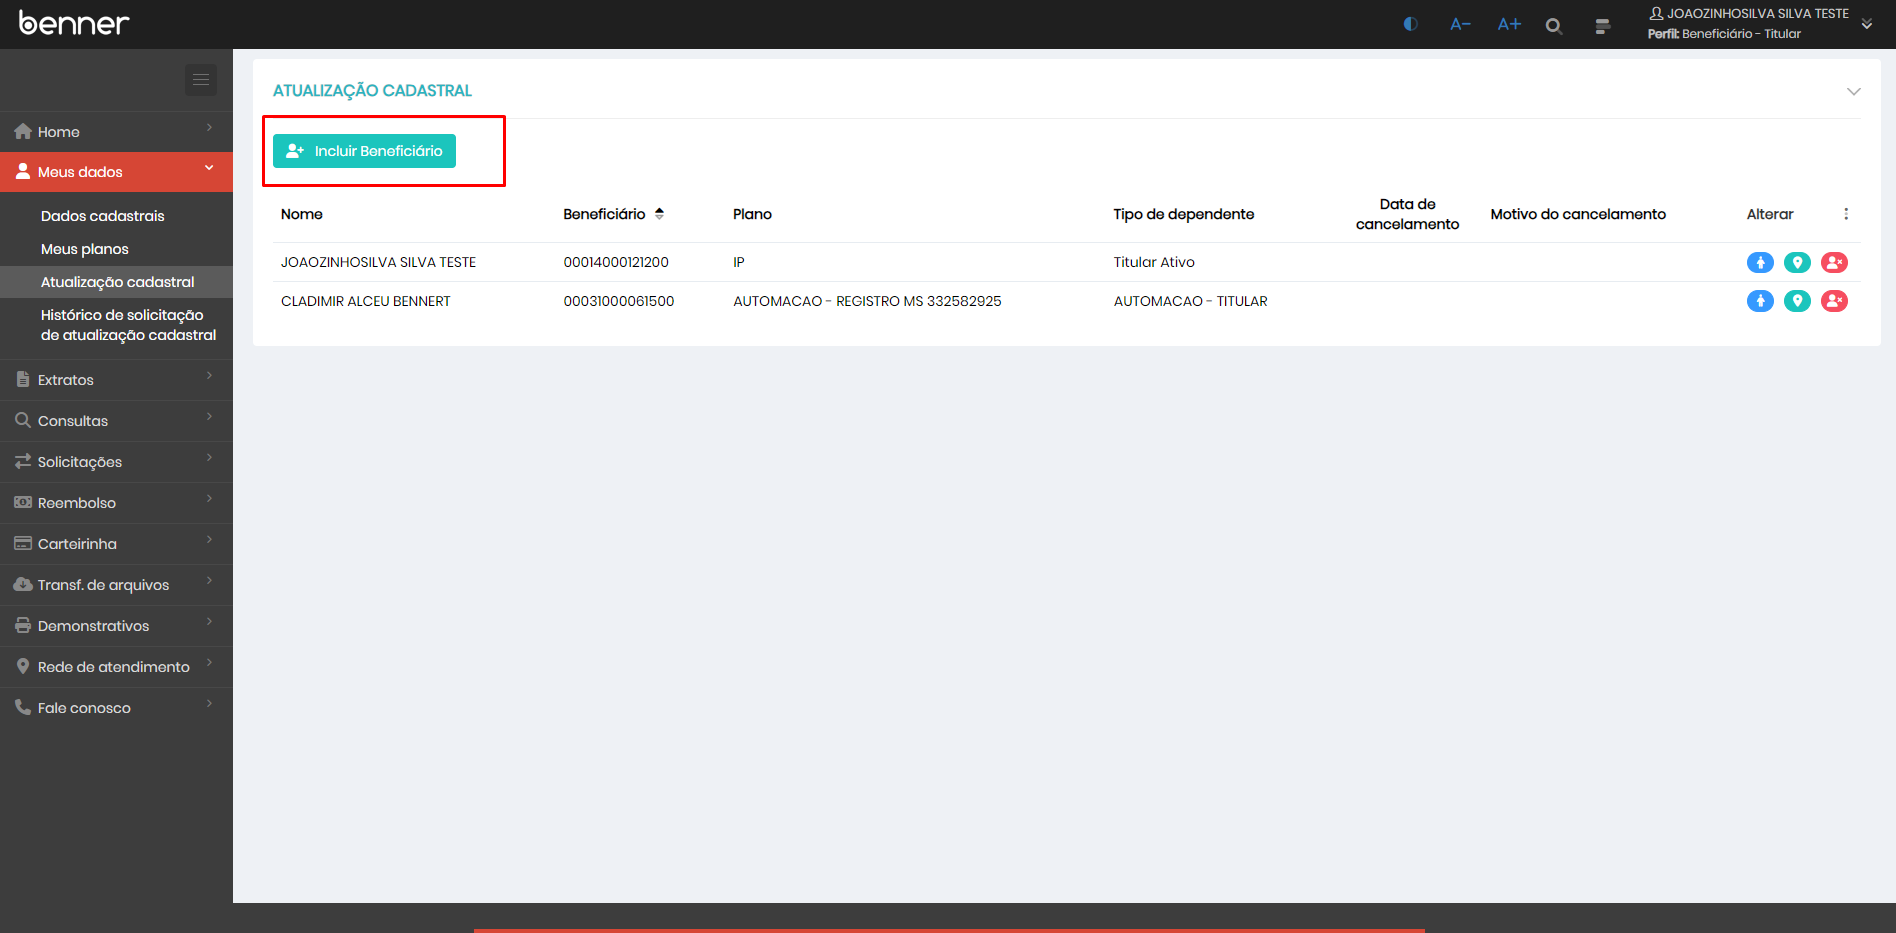 benner
A-
A+
JOAOZINHOSILVA SILVA TESTE
Perfil: Beneficiário - Titular
Home
Meus dados
Dados cadastrais
Meus planos
Atualização cadastral
Histórico de solicitação
de atualização cadastral
Extratos
Consultas
Solicitações
Reembolso
Carteirinha
Transf. de arquivos
Demonstrativos
Rede de atendimento
Fale conosco
ATUALIZAÇÃO CADASTRAL
Incluir Beneficiário
Nome Beneficiário Plano Tipo de dependente Data de cancelamento Motivo do cancelamento Alterar
JOAOZINHOSILVA SILVA TESTE 00014000121200 IP Titular Ativo
CLADIMIR ALCEU BENNERT 00031000061500 AUTOMACAO - REGISTRO MS 332582925 AUTOMACAO - TITULAR